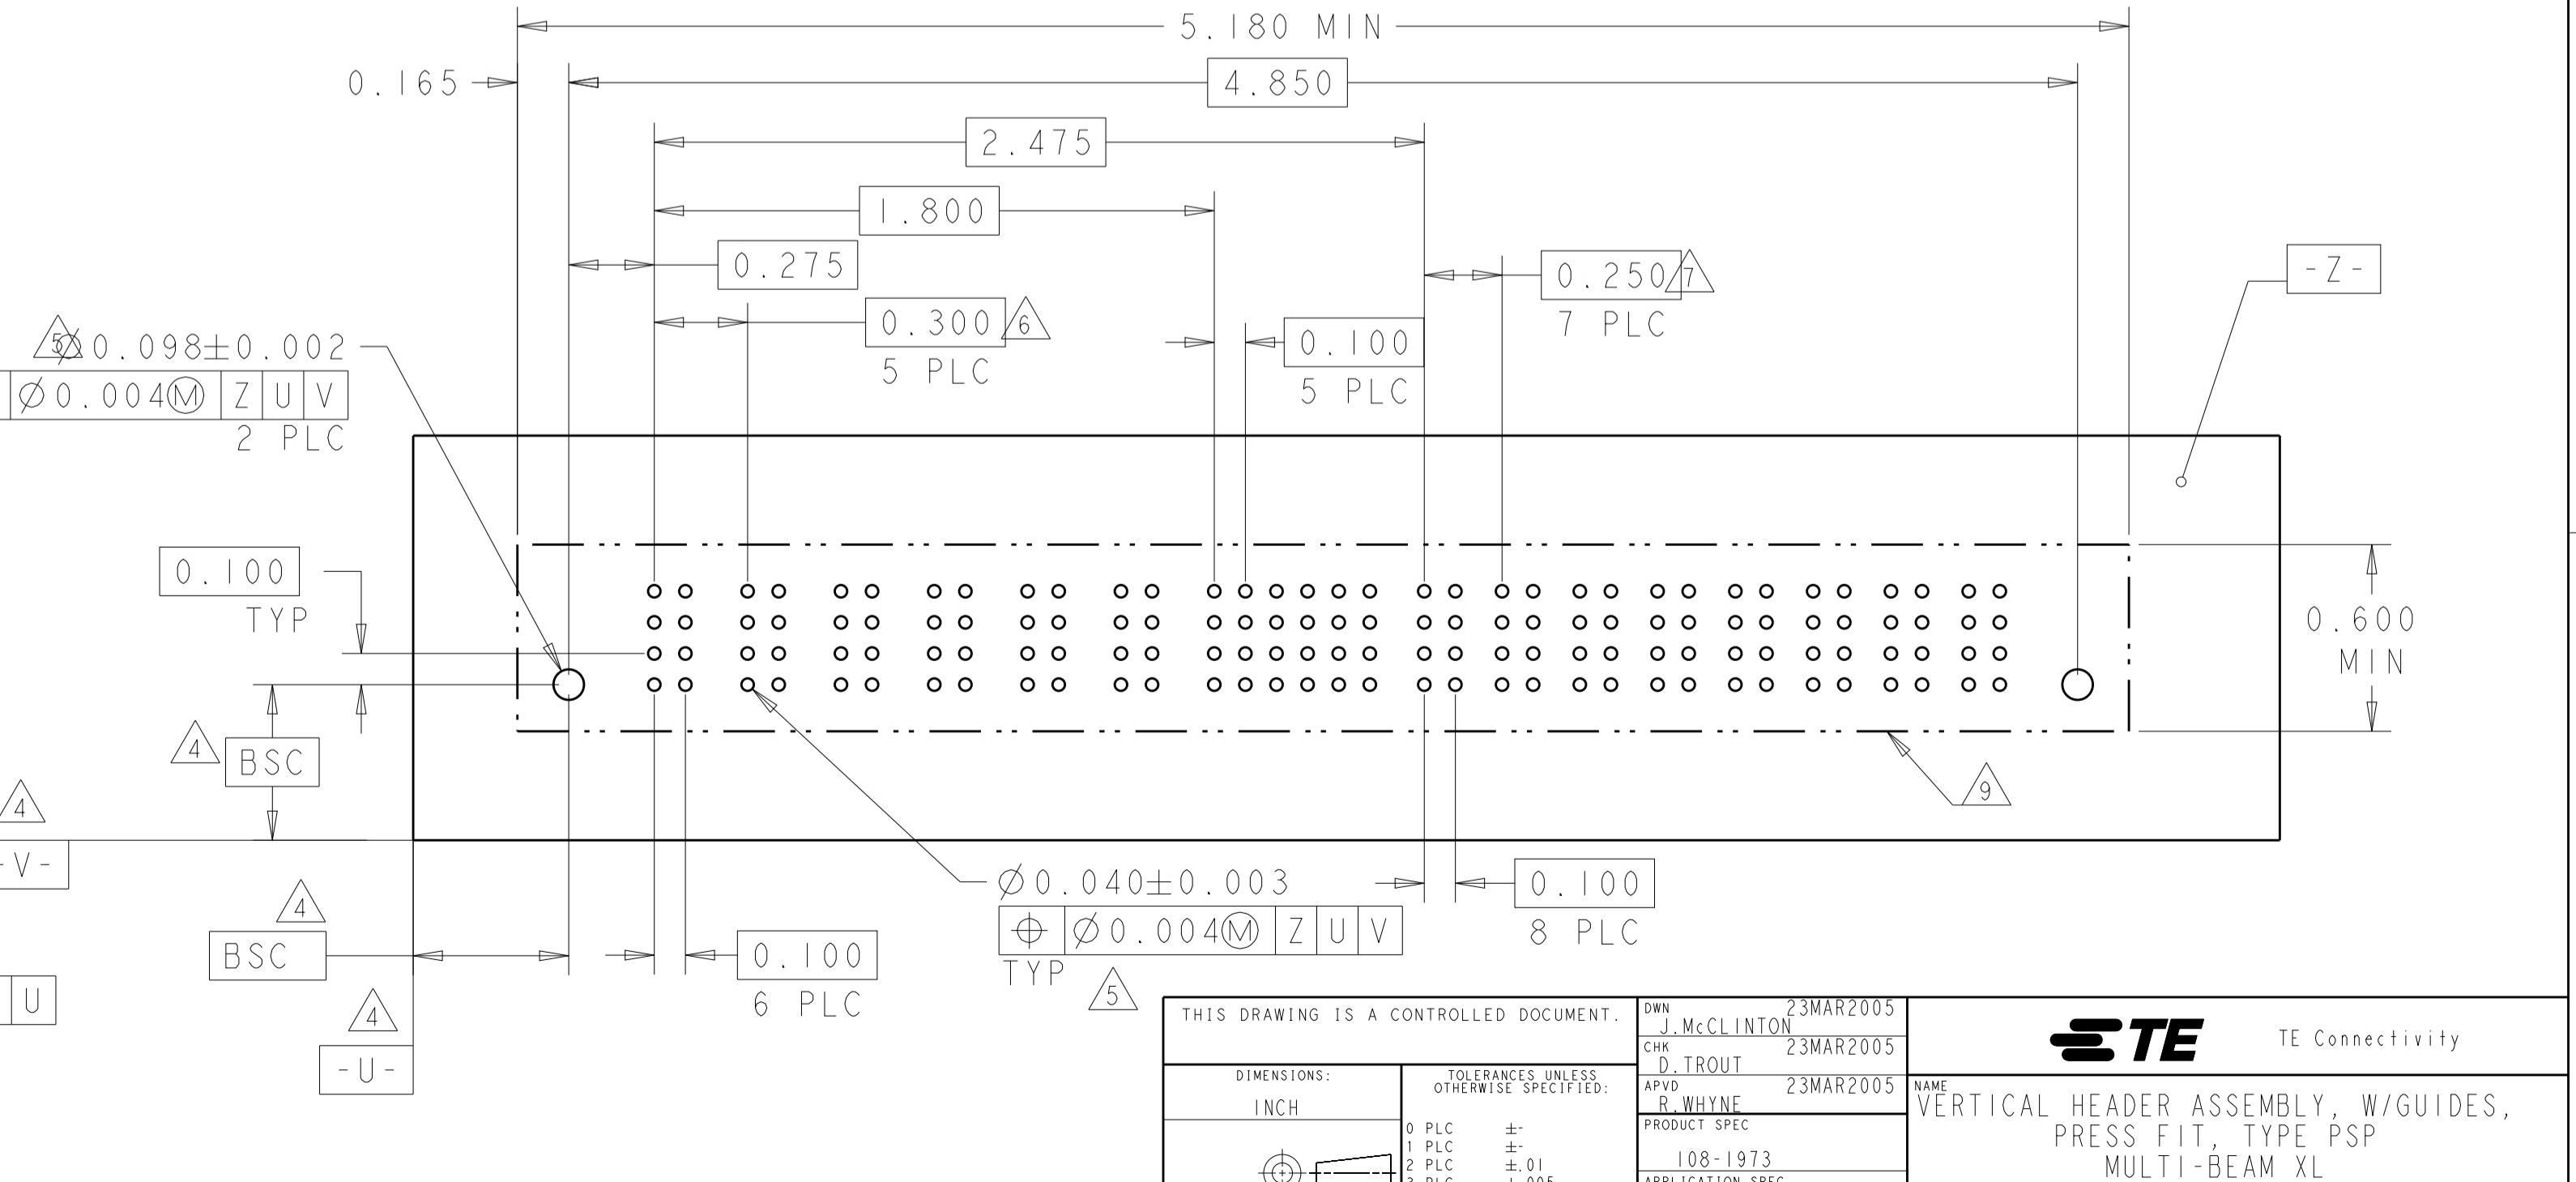 5.180 MIN
0.165
4.850
2.475
1.800
0.275
0.250 7
7 PLC
-Z-
0.300 6
5 PLC
0.100
5 PLC
5 Ø0.098±0.002
Ø0.004Ⓜ Z U V
2 PLC
0.100
TYP
0.600
MIN
4
BSC
9
4
-V-
Ø0.040±0.003
⌖ Ø0.004Ⓜ Z U V
TYP 5
0.100
8 PLC
4
BSC
0.100
6 PLC
U
4
-U-
THIS DRAWING IS A CONTROLLED DOCUMENT.
DWN 23MAR2005
J.McCLINTON
CHK 23MAR2005
D.TROUT
APVD 23MAR2005
R.WHYNE
TE TE Connectivity
DIMENSIONS:
INCH
TOLERANCES UNLESS
OTHERWISE SPECIFIED:
0 PLC ±-
1 PLC ±-
2 PLC ±.01
3 PLC ±.005
PRODUCT SPEC
108-1973
APPLICATION SPEC
NAME
VERTICAL HEADER ASSEMBLY, W/GUIDES,
PRESS FIT, TYPE PSP
MULTI-BEAM XL